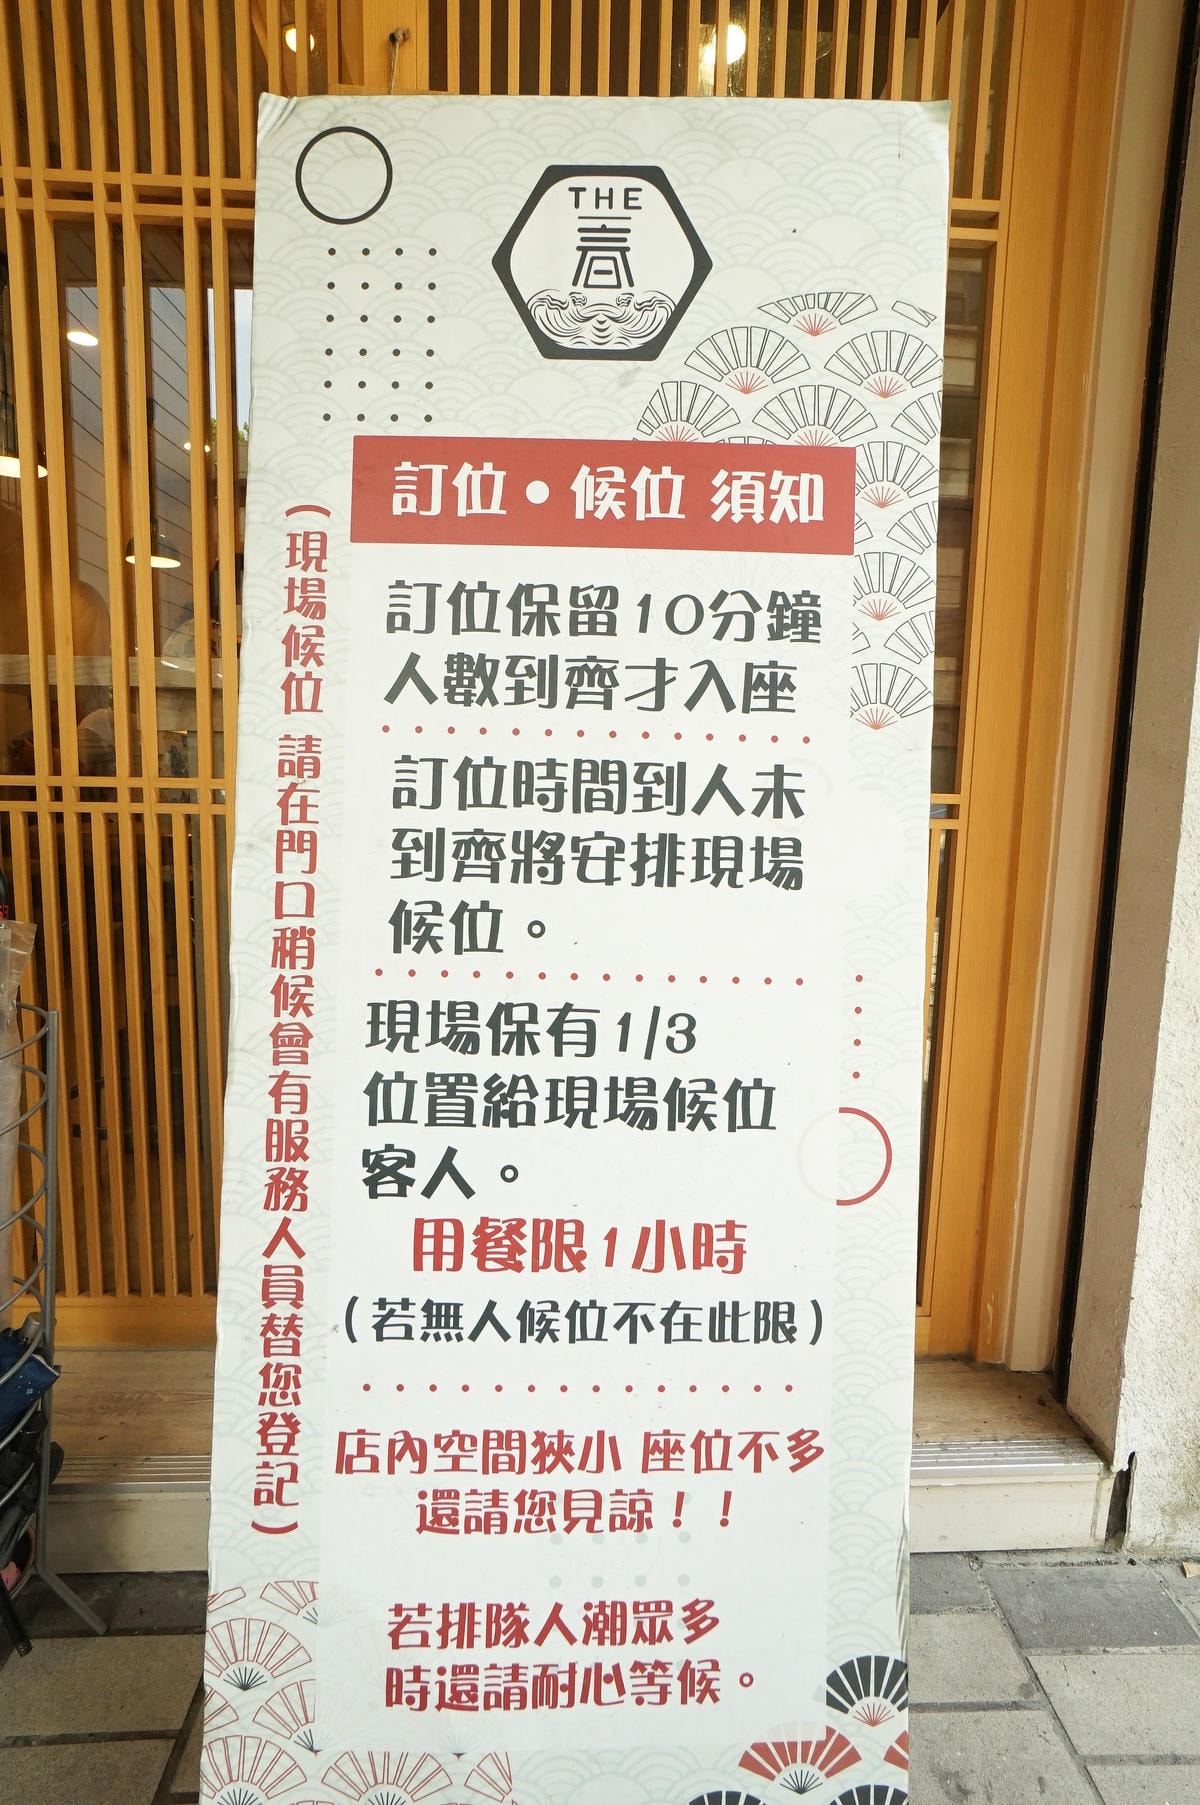 THE
春
訂位•候位 須知
(現場候位 請在門口稍候會有服務人員替您登記)
訂位保留10分鐘
人數到齊才入座
訂位時間到人未
到齊將安排現場
候位。
現場保有1/3
位置給現場候位
客人。
用餐限1小時
(若無人候位不在此限)
店內空間狹小 座位不多
還請您見諒！！
若排隊人潮眾多
時還請耐心等候。